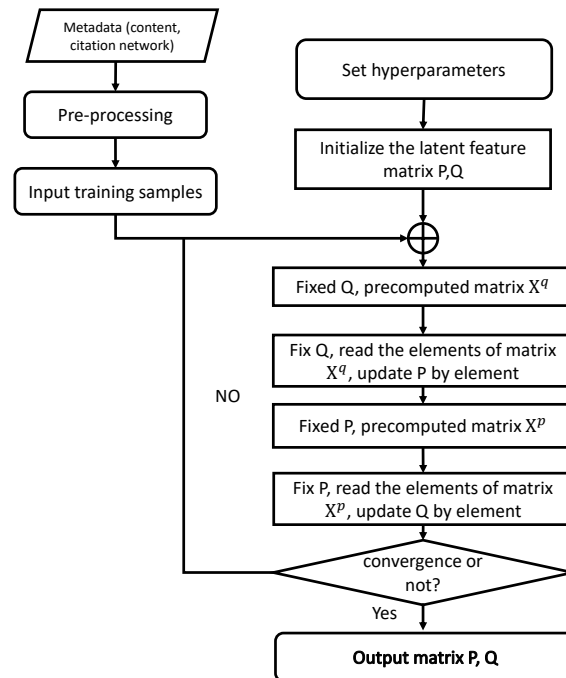 Metadata (content,
citation network)
Pre-processing
Input training samples
Set hyperparameters
Initialize the latent feature
matrix P,Q
Fixed Q, precomputed matrix X^q
Fix Q, read the elements of matrix
X^q, update P by element
Fixed P, precomputed matrix X^p
Fix P, read the elements of matrix
X^p, update Q by element
NO
convergence or
not?
Yes
Output matrix P, Q